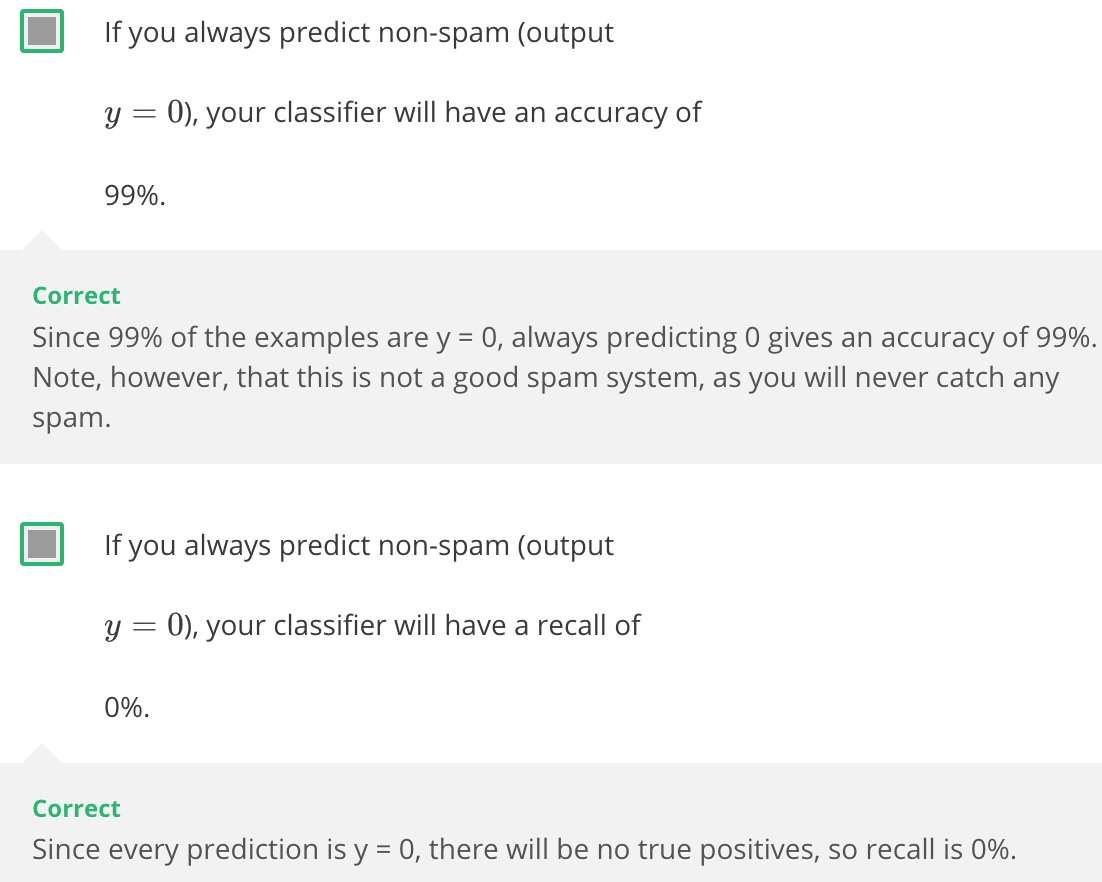 If you always predict non-spam (output
y = 0), your classifier will have an accuracy of
99%.
Correct
Since 99% of the examples are y = 0, always predicting 0 gives an accuracy of 99%.
Note, however, that this is not a good spam system, as you will never catch any
spam.
If you always predict non-spam (output
y = 0), your classifier will have a recall of
0%.
Correct
Since every prediction is y = 0, there will be no true positives, so recall is 0%.